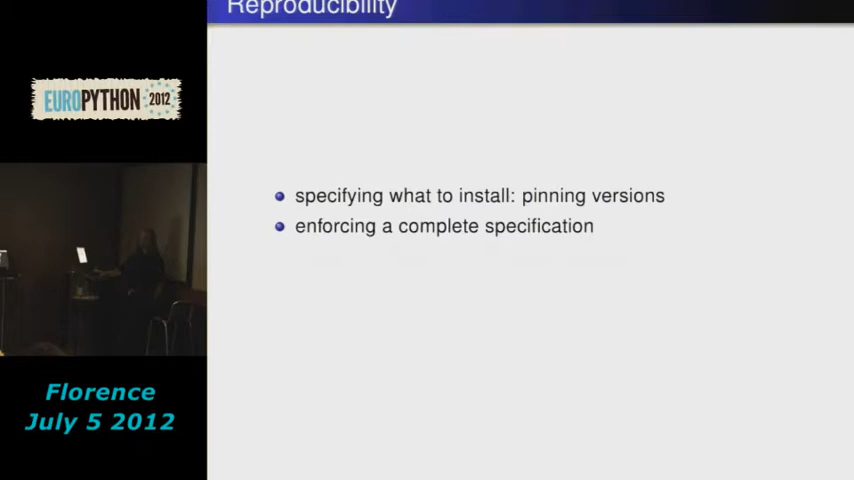 Reproducibility
EUROPYTHON 2012
specifying what to install: pinning versions
enforcing a complete specification
Florence
July 5 2012